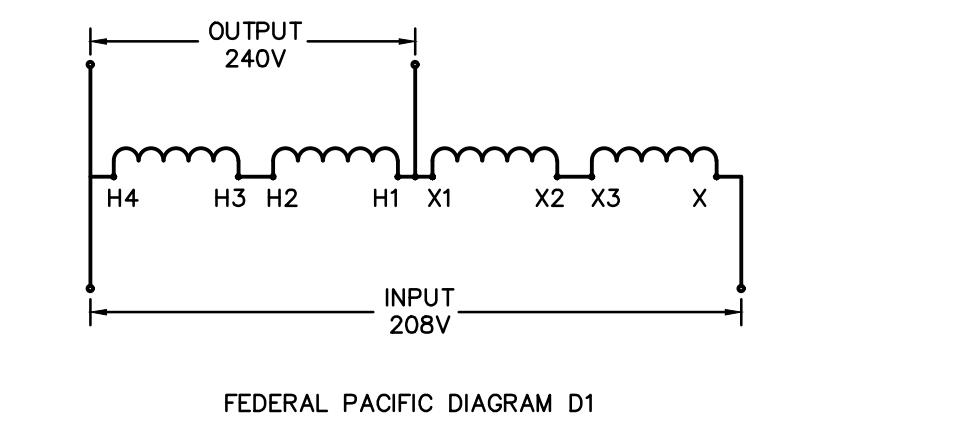 OUTPUT
240V
H4 H3 H2 H1 X1 X2 X3 X
INPUT
208V
FEDERAL PACIFIC DIAGRAM D1